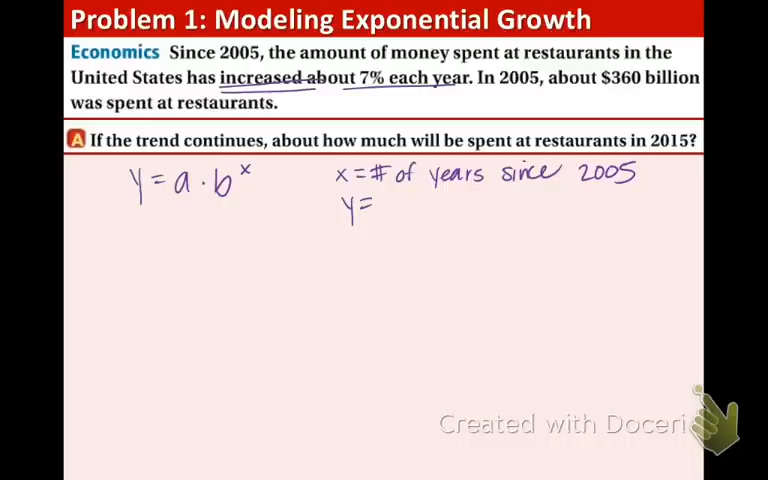 Problem 1: Modeling Exponential Growth
Economics Since 2005, the amount of money spent at restaurants in the
United States has increased about 7% each year. In 2005, about $360 billion
was spent at restaurants.
A If the trend continues, about how much will be spent at restaurants in 2015?
y = a · b^x
x = # of years since 2005
y =
Created with Doceri